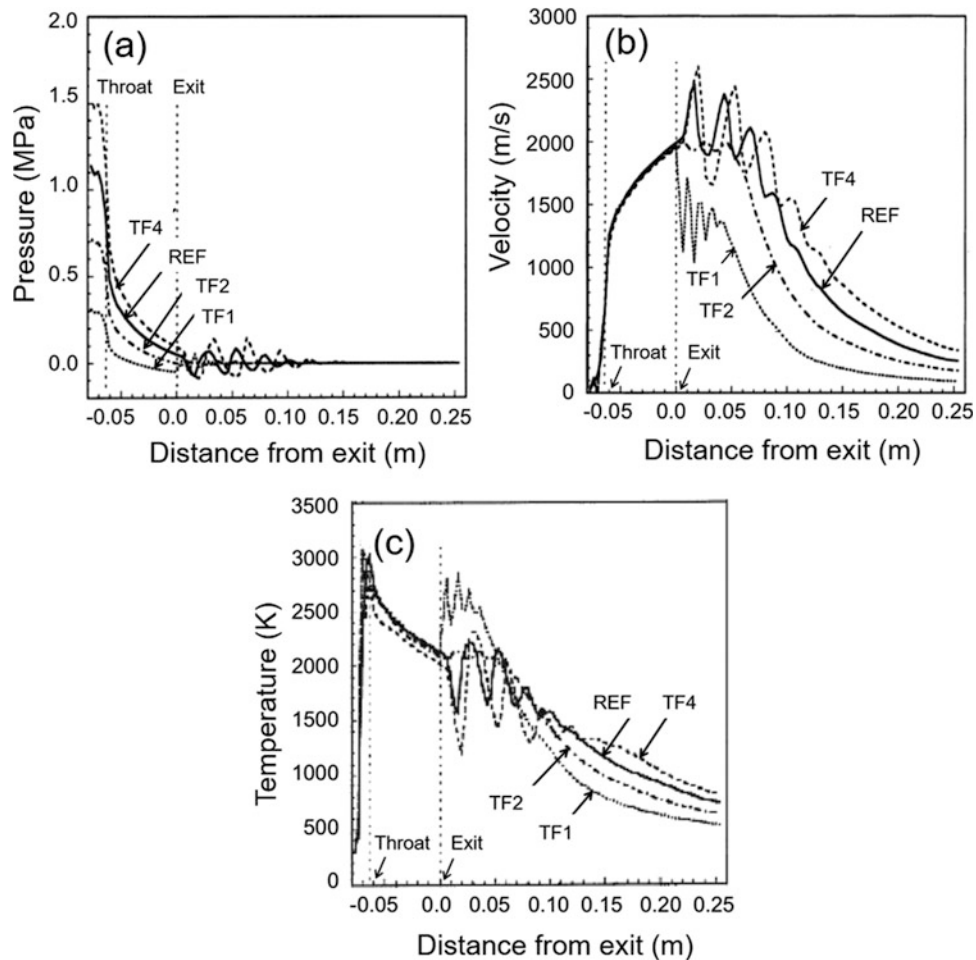 (a)
2.0
1.5
1.0
0.5
0.0
Pressure (MPa)
Throat
Exit
TF4
REF
TF2
TF1
-0.05 0.0 0.05 0.10 0.15 0.20 0.25
Distance from exit (m)
(b)
3000
2500
2000
1500
1000
500
0
Velocity (m/s)
TF4
REF
TF1
TF2
Throat
Exit
-0.05 0.0 0.05 0.10 0.15 0.20 0.25
Distance from exit (m)
(c)
3500
3000
2500
2000
1500
1000
500
0
Temperature (K)
REF
TF4
TF2
TF1
Throat
Exit
-0.05 0.0 0.05 0.10 0.15 0.20 0.25
Distance from exit (m)